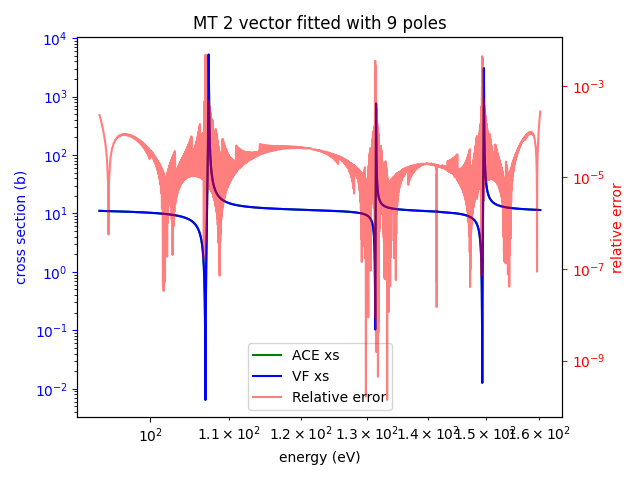 MT 2 vector fitted with 9 poles
10⁴
10³
10²
10¹
10⁰
10⁻¹
10⁻²
cross section (b)
10⁻³
10⁻⁵
10⁻⁷
10⁻⁹
relative error
ACE xs
VF xs
Relative error
10² 1.1 × 10² 1.2 × 10² 1.3 × 10² 1.4 × 10² 1.5 × 10² 1.6 × 10²
energy (eV)